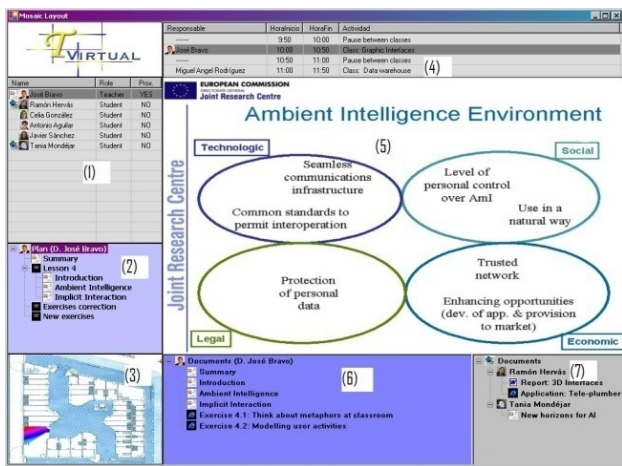 Mosaic Layout
TVIRTUAL
Responsable HoraInicio HoraFin Actividad
------ 9:50 10:00 Pause between classes
José Bravo 10:00 10:50 Class: Graphic Interfaces
------ 10:50 11:00 Pause between classes
Miguel Angel Rodríguez 11:00 11:50 Class: Data warehouse
(4)
Name Role Prox.
José Bravo Teacher YES
Ramón Hervás Student NO
Celia González Student NO
Antonio Aguilar Student NO
Javier Sánchez Student NO
Tania Mondéjar Student NO
(1)
Plan (D. José Bravo)
Summary
Lesson 4
Introduction
Ambient Intelligence
Implicit Interaction
Exercises correction
New exercises
(2)
(3)
EUROPEAN COMMISSION
DIRECTORATE-GENERAL
Joint Research Centre
Joint Research Centre
Ambient Intelligence Environment
(5)
Technologic
Seamless
communications
infrastructure
Common standards to
permit interoperation
Social
Level of
personal control
over AmI
Use in a
natural way
Protection
of personal
data
Legal
Trusted
network
Enhancing opportunities
(dev. of app. & provision
to market)
Economic
Documents (D. José Bravo)
Summary
Introduction
Ambient Intelligence
Implicit Interaction
Exercise 4.1: Think about metaphors at classroom
Exercise 4.2: Modelling user activities
(6)
Documents
Ramón Hervás
Report: 3D Interfaces
Application: Tele-plumber
Tania Mondéjar
New horizons for AI
(7)